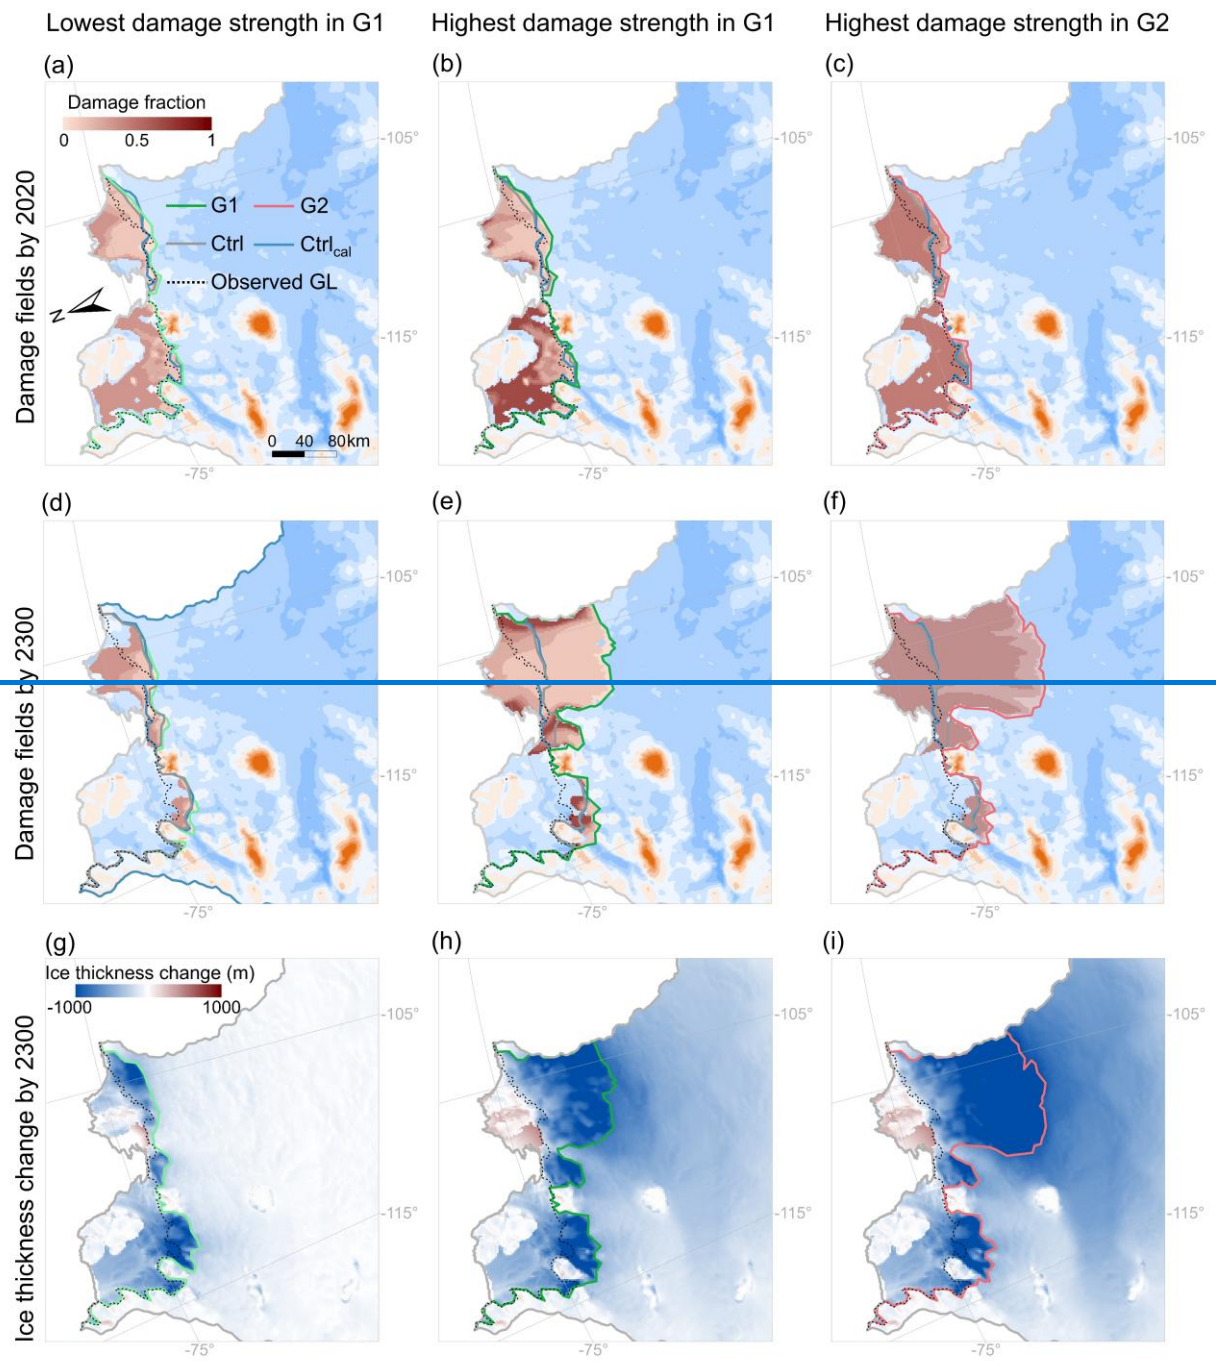 Lowest damage strength in G1
Highest damage strength in G1
Highest damage strength in G2
(a)
(b)
(c)
Damage fields by 2020
Damage fraction
0 0.5 1
G1 G2
Ctrl Ctrlcal
Observed GL
N
0 40 80 km
-105°
-115°
-75°
-105°
-115°
-75°
-105°
-115°
-75°
(d)
(e)
(f)
Damage fields by 2300
-105°
-115°
-75°
-105°
-115°
-75°
-105°
-115°
-75°
(g)
(h)
(i)
Ice thickness change by 2300
Ice thickness change (m)
-1000 1000
-105°
-115°
-75°
-105°
-115°
-75°
-105°
-115°
-75°